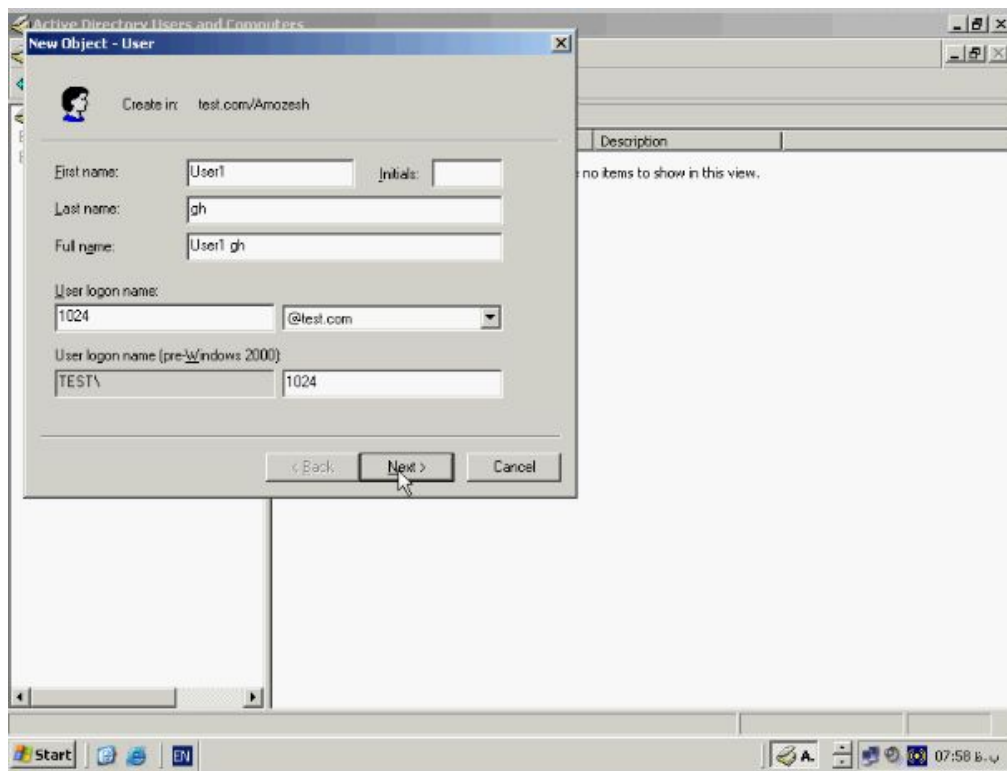 Active Directory Users and Computers
New Object - User
Create in: test.com/Amozesh
First name: User1 Initials:
Last name: gh
Full name: User1 gh
User logon name:
1024 @test.com
User logon name (pre-Windows 2000):
TEST\ 1024
< Back Next > Cancel
Description
no items to show in this view.
Start EN A. 07:58 ب.ظ